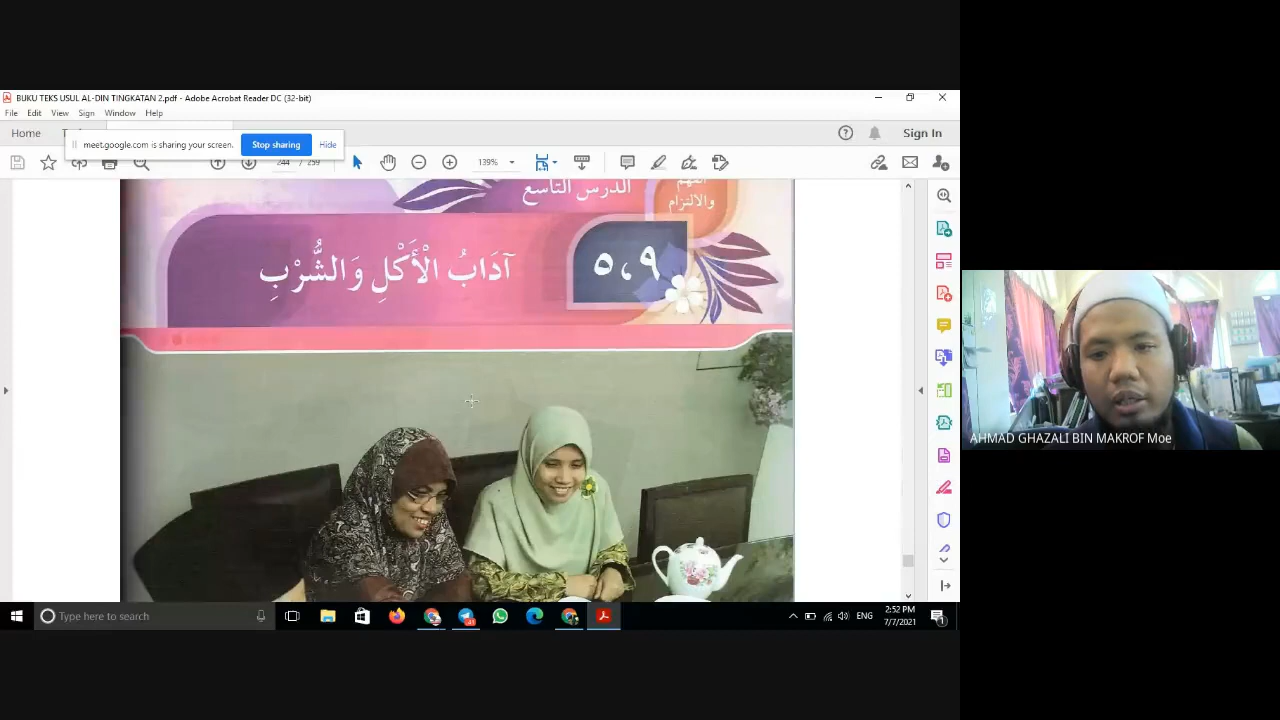 BUKU TEKS USUL AL-DIN TINGKATAN 2.pdf - Adobe Acrobat Reader DC (32-bit)
File Edit View Sign Window Help
Home
Sign In
meet.google.com is sharing your screen.
Stop sharing
Hide
244 / 259
139%
الدرس التاسع
الفهم
والالتزام
٥،٩
آدَابُ الْأَكْلِ وَالشُّرْبِ
AHMAD GHAZALI BIN MAKROF Moe
Type here to search
ENG
2:52 PM
7/7/2021